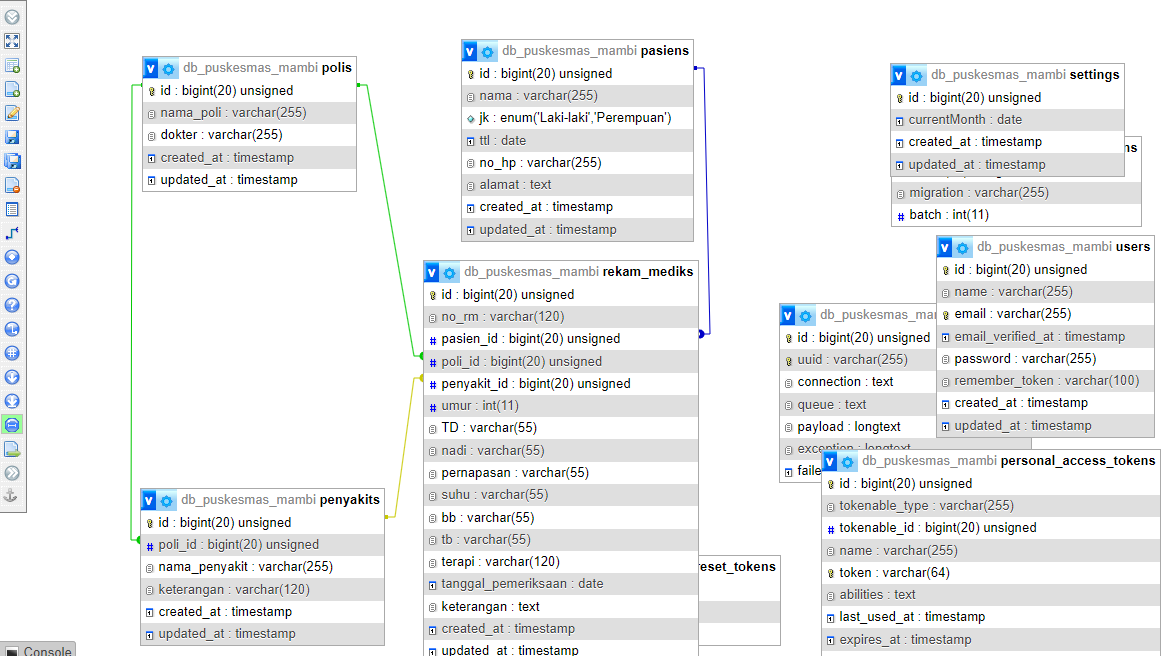 db_puskesmas_mambi polis
id : bigint(20) unsigned
nama_poli : varchar(255)
dokter : varchar(255)
created_at : timestamp
updated_at : timestamp
db_puskesmas_mambi pasiens
id : bigint(20) unsigned
nama : varchar(255)
jk : enum('Laki-laki','Perempuan')
ttl : date
no_hp : varchar(255)
alamat : text
created_at : timestamp
updated_at : timestamp
db_puskesmas_mambi settings
id : bigint(20) unsigned
currentMonth : date
created_at : timestamp
updated_at : timestamp
ns
migration : varchar(255)
batch : int(11)
db_puskesmas_mambi users
id : bigint(20) unsigned
name : varchar(255)
email : varchar(255)
email_verified_at : timestamp
password : varchar(255)
remember_token : varchar(100)
created_at : timestamp
updated_at : timestamp
db_puskesmas_mambi rekam_mediks
id : bigint(20) unsigned
no_rm : varchar(120)
pasien_id : bigint(20) unsigned
poli_id : bigint(20) unsigned
penyakit_id : bigint(20) unsigned
umur : int(11)
TD : varchar(55)
nadi : varchar(55)
pernapasan : varchar(55)
suhu : varchar(55)
bb : varchar(55)
tb : varchar(55)
terapi : varchar(120)
tanggal_pemeriksaan : date
keterangan : text
created_at : timestamp
updated_at : timestamp
db_puskesmas_mam
id : bigint(20) unsigned
uuid : varchar(255)
connection : text
queue : text
payload : longtext
exception : longtext
faile
db_puskesmas_mambi personal_access_tokens
id : bigint(20) unsigned
tokenable_type : varchar(255)
tokenable_id : bigint(20) unsigned
name : varchar(255)
token : varchar(64)
abilities : text
last_used_at : timestamp
expires_at : timestamp
db_puskesmas_mambi penyakits
id : bigint(20) unsigned
poli_id : bigint(20) unsigned
nama_penyakit : varchar(255)
keterangan : varchar(120)
created_at : timestamp
updated_at : timestamp
reset_tokens
Console